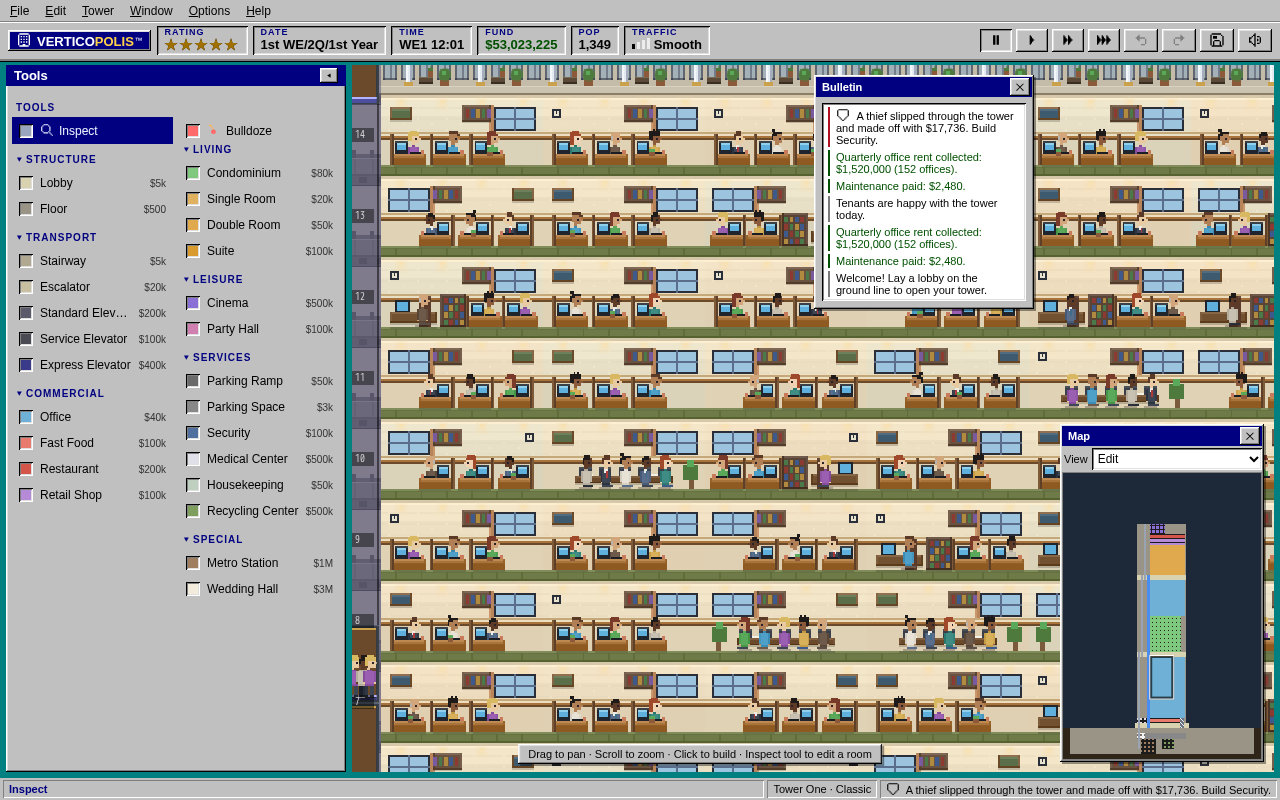 File Edit Tower Window Options Help
VERTICOPOLIS™
RATING
DATE
1st WE/2Q/1st Year
TIME
WE1 12:01
FUND
$53,023,225
POP
1,349
TRAFFIC
Smooth
Tools
TOOLS
Inspect
Bulldoze
STRUCTURE
Lobby $5k
Floor $500
TRANSPORT
Stairway $5k
Escalator $20k
Standard Elev… $200k
Service Elevator $100k
Express Elevator $400k
COMMERCIAL
Office $40k
Fast Food $100k
Restaurant $200k
Retail Shop $100k
LIVING
Condominium $80k
Single Room $20k
Double Room $50k
Suite $100k
LEISURE
Cinema $500k
Party Hall $100k
SERVICES
Parking Ramp $50k
Parking Space $3k
Security $100k
Medical Center $500k
Housekeeping $50k
Recycling Center $500k
SPECIAL
Metro Station $1M
Wedding Hall $3M
14
13
12
11
10
9
8
7
Bulletin
A thief slipped through the tower
and made off with $17,736. Build
Security.
Quarterly office rent collected:
$1,520,000 (152 offices).
Maintenance paid: $2,480.
Tenants are happy with the tower
today.
Quarterly office rent collected:
$1,520,000 (152 offices).
Maintenance paid: $2,480.
Welcome! Lay a lobby on the
ground line to open your tower.
Map
View Edit
Drag to pan · Scroll to zoom · Click to build · Inspect tool to edit a room
Inspect
Tower One · Classic
A thief slipped through the tower and made off with $17,736. Build Security.